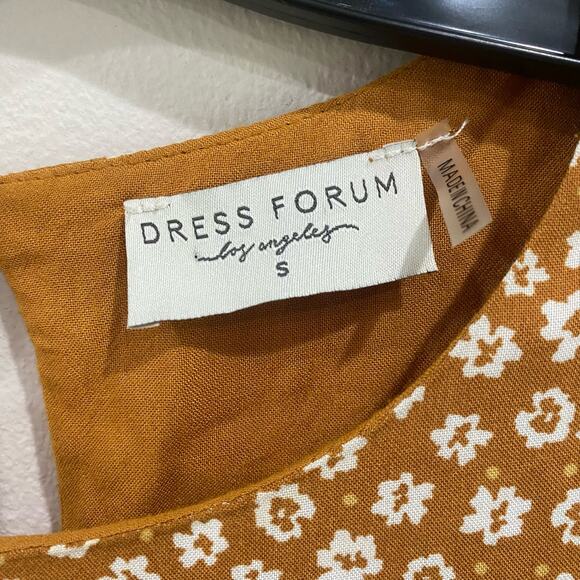 DRESS FORUM
los angeles
S
MADE IN CHINA